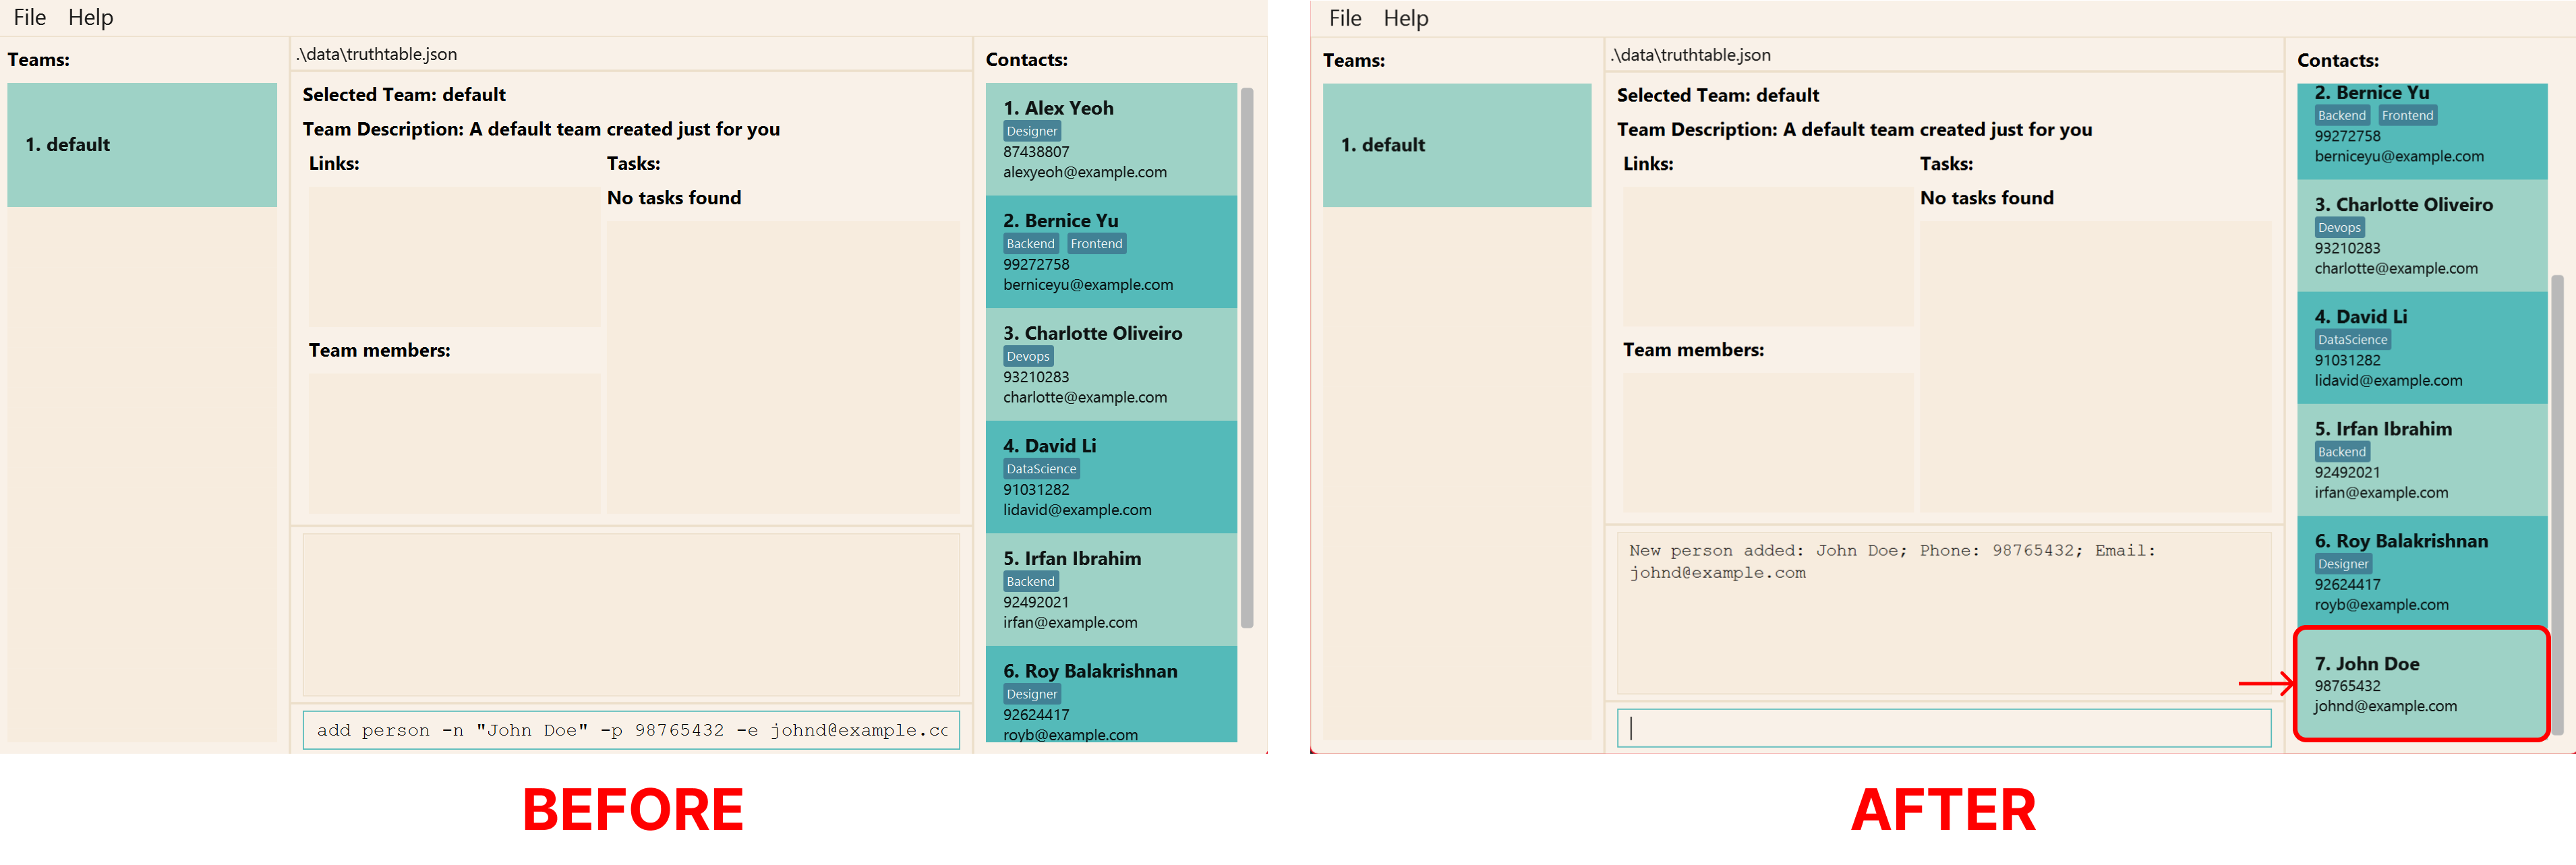 File Help
Teams:
1. default
.\data\truthtable.json
Selected Team: default
Team Description: A default team created just for you
Links:
Tasks:
No tasks found
Team members:
add person -n "John Doe" -p 98765432 -e johnd@example.cc
Contacts:
1. Alex Yeoh
Designer
87438807
alexyeoh@example.com
2. Bernice Yu
Backend Frontend
99272758
berniceyu@example.com
3. Charlotte Oliveiro
Devops
93210283
charlotte@example.com
4. David Li
DataScience
91031282
lidavid@example.com
5. Irfan Ibrahim
Backend
92492021
irfan@example.com
6. Roy Balakrishnan
Designer
92624417
royb@example.com
BEFORE
File Help
Teams:
1. default
.\data\truthtable.json
Selected Team: default
Team Description: A default team created just for you
Links:
Tasks:
No tasks found
Team members:
New person added: John Doe; Phone: 98765432; Email:
johnd@example.com
Contacts:
2. Bernice Yu
Backend Frontend
99272758
berniceyu@example.com
3. Charlotte Oliveiro
Devops
93210283
charlotte@example.com
4. David Li
DataScience
91031282
lidavid@example.com
5. Irfan Ibrahim
Backend
92492021
irfan@example.com
6. Roy Balakrishnan
Designer
92624417
royb@example.com
7. John Doe
98765432
johnd@example.com
AFTER